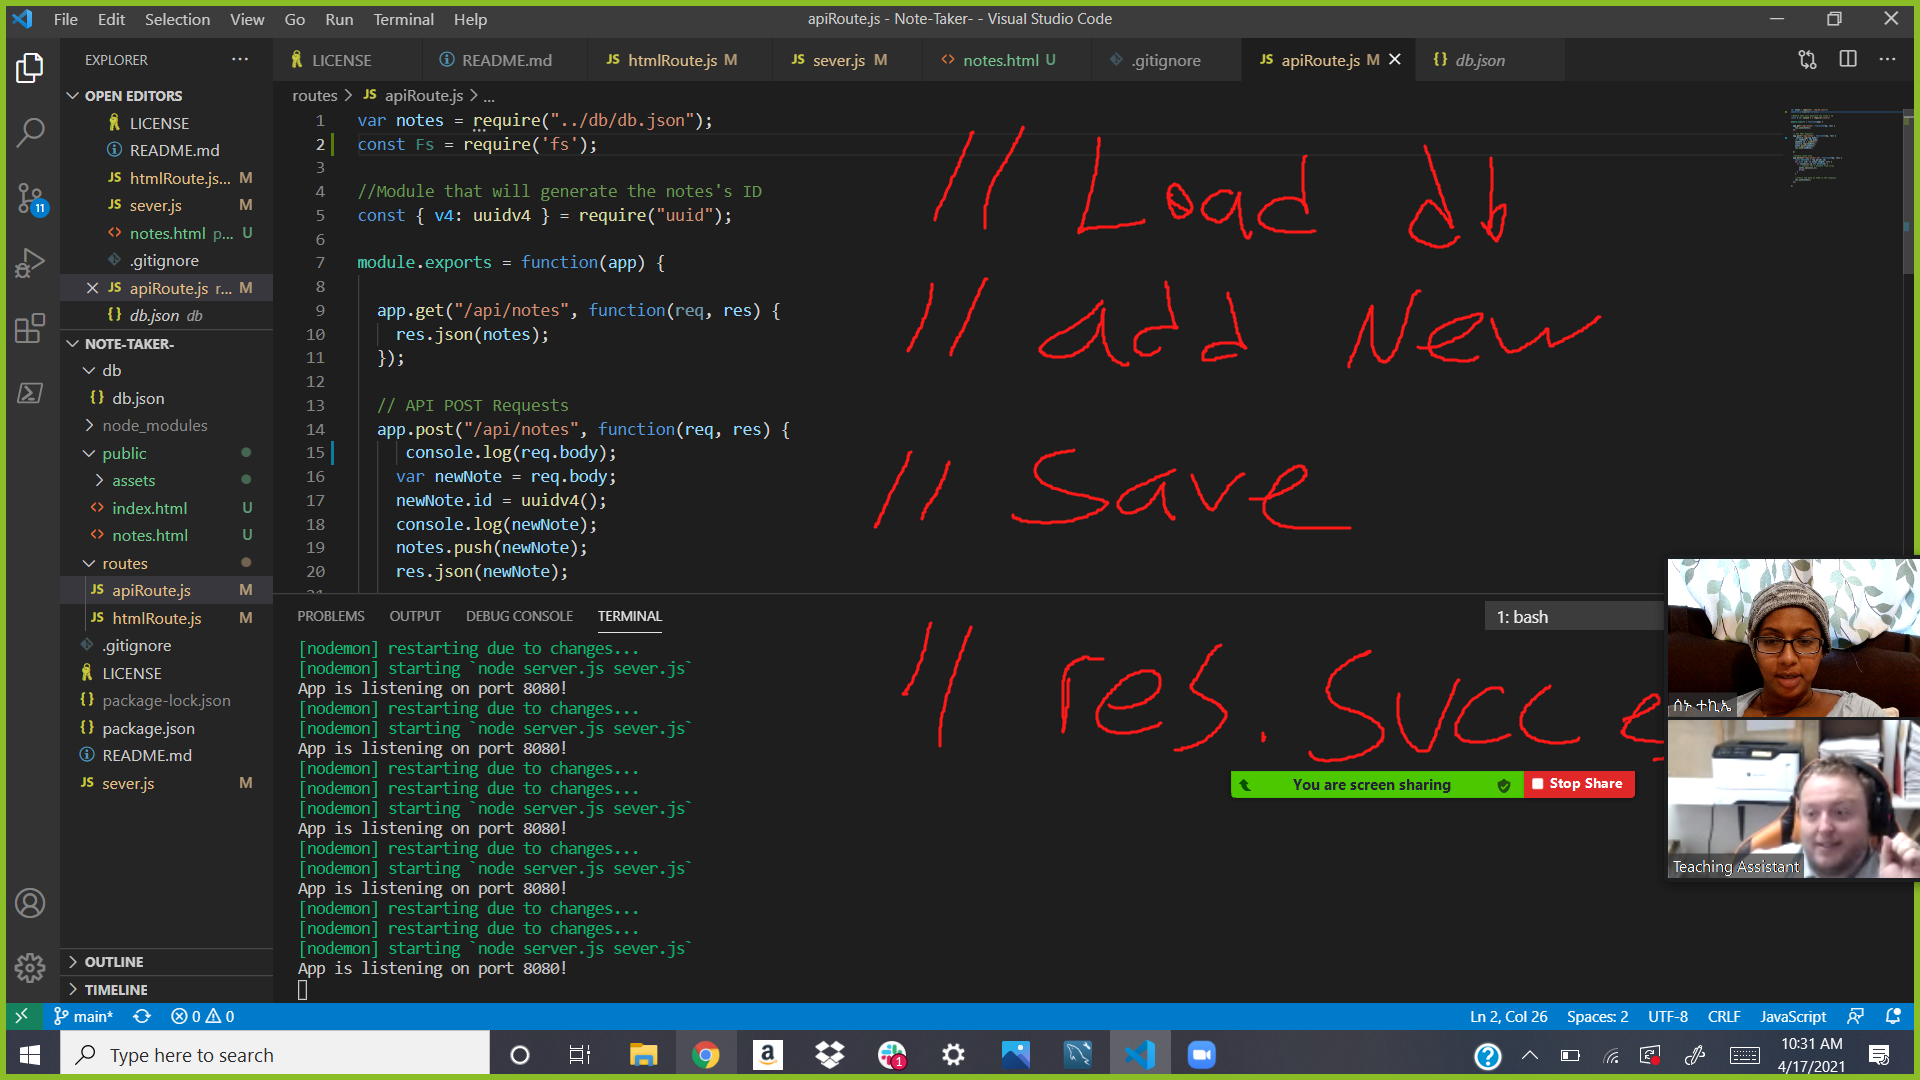 File Edit Selection View Go Run Terminal Help
apiRoute.js - Note-Taker- - Visual Studio Code
EXPLORER
OPEN EDITORS
LICENSE
README.md
JS htmlRoute.js... M
JS sever.js M
<> notes.html p... U
.gitignore
JS apiRoute.js r... M
{} db.json db
NOTE-TAKER-
db
{} db.json
node_modules
public
assets
<> index.html U
<> notes.html U
routes
JS apiRoute.js M
JS htmlRoute.js M
.gitignore
LICENSE
{} package-lock.json
{} package.json
README.md
JS sever.js M
OUTLINE
TIMELINE
11
LICENSE README.md JS htmlRoute.js M JS sever.js M <> notes.html U .gitignore JS apiRoute.js M {} db.json
routes > JS apiRoute.js > ...
1 var notes = require("../db/db.json");
2 const Fs = require('fs');
3
4 //Module that will generate the notes's ID
5 const { v4: uuidv4 } = require("uuid");
6
7 module.exports = function(app) {
8
9 app.get("/api/notes", function(req, res) {
10 res.json(notes);
11 });
12
13 // API POST Requests
14 app.post("/api/notes", function(req, res) {
15 console.log(req.body);
16 var newNote = req.body;
17 newNote.id = uuidv4();
18 console.log(newNote);
19 notes.push(newNote);
20 res.json(newNote);
// Load db
// add New
// Save
// res. Succe
PROBLEMS OUTPUT DEBUG CONSOLE TERMINAL
1: bash
[nodemon] restarting due to changes...
[nodemon] starting `node server.js sever.js`
App is listening on port 8080!
[nodemon] restarting due to changes...
[nodemon] starting `node server.js sever.js`
App is listening on port 8080!
[nodemon] restarting due to changes...
[nodemon] restarting due to changes...
[nodemon] starting `node server.js sever.js`
App is listening on port 8080!
[nodemon] restarting due to changes...
[nodemon] starting `node server.js sever.js`
App is listening on port 8080!
[nodemon] restarting due to changes...
[nodemon] restarting due to changes...
[nodemon] starting `node server.js sever.js`
App is listening on port 8080!
You are screen sharing Stop Share
Teaching Assistant
main* 0 0
Ln 2, Col 26 Spaces: 2 UTF-8 CRLF JavaScript
Type here to search
1
10:31 AM
4/17/2021